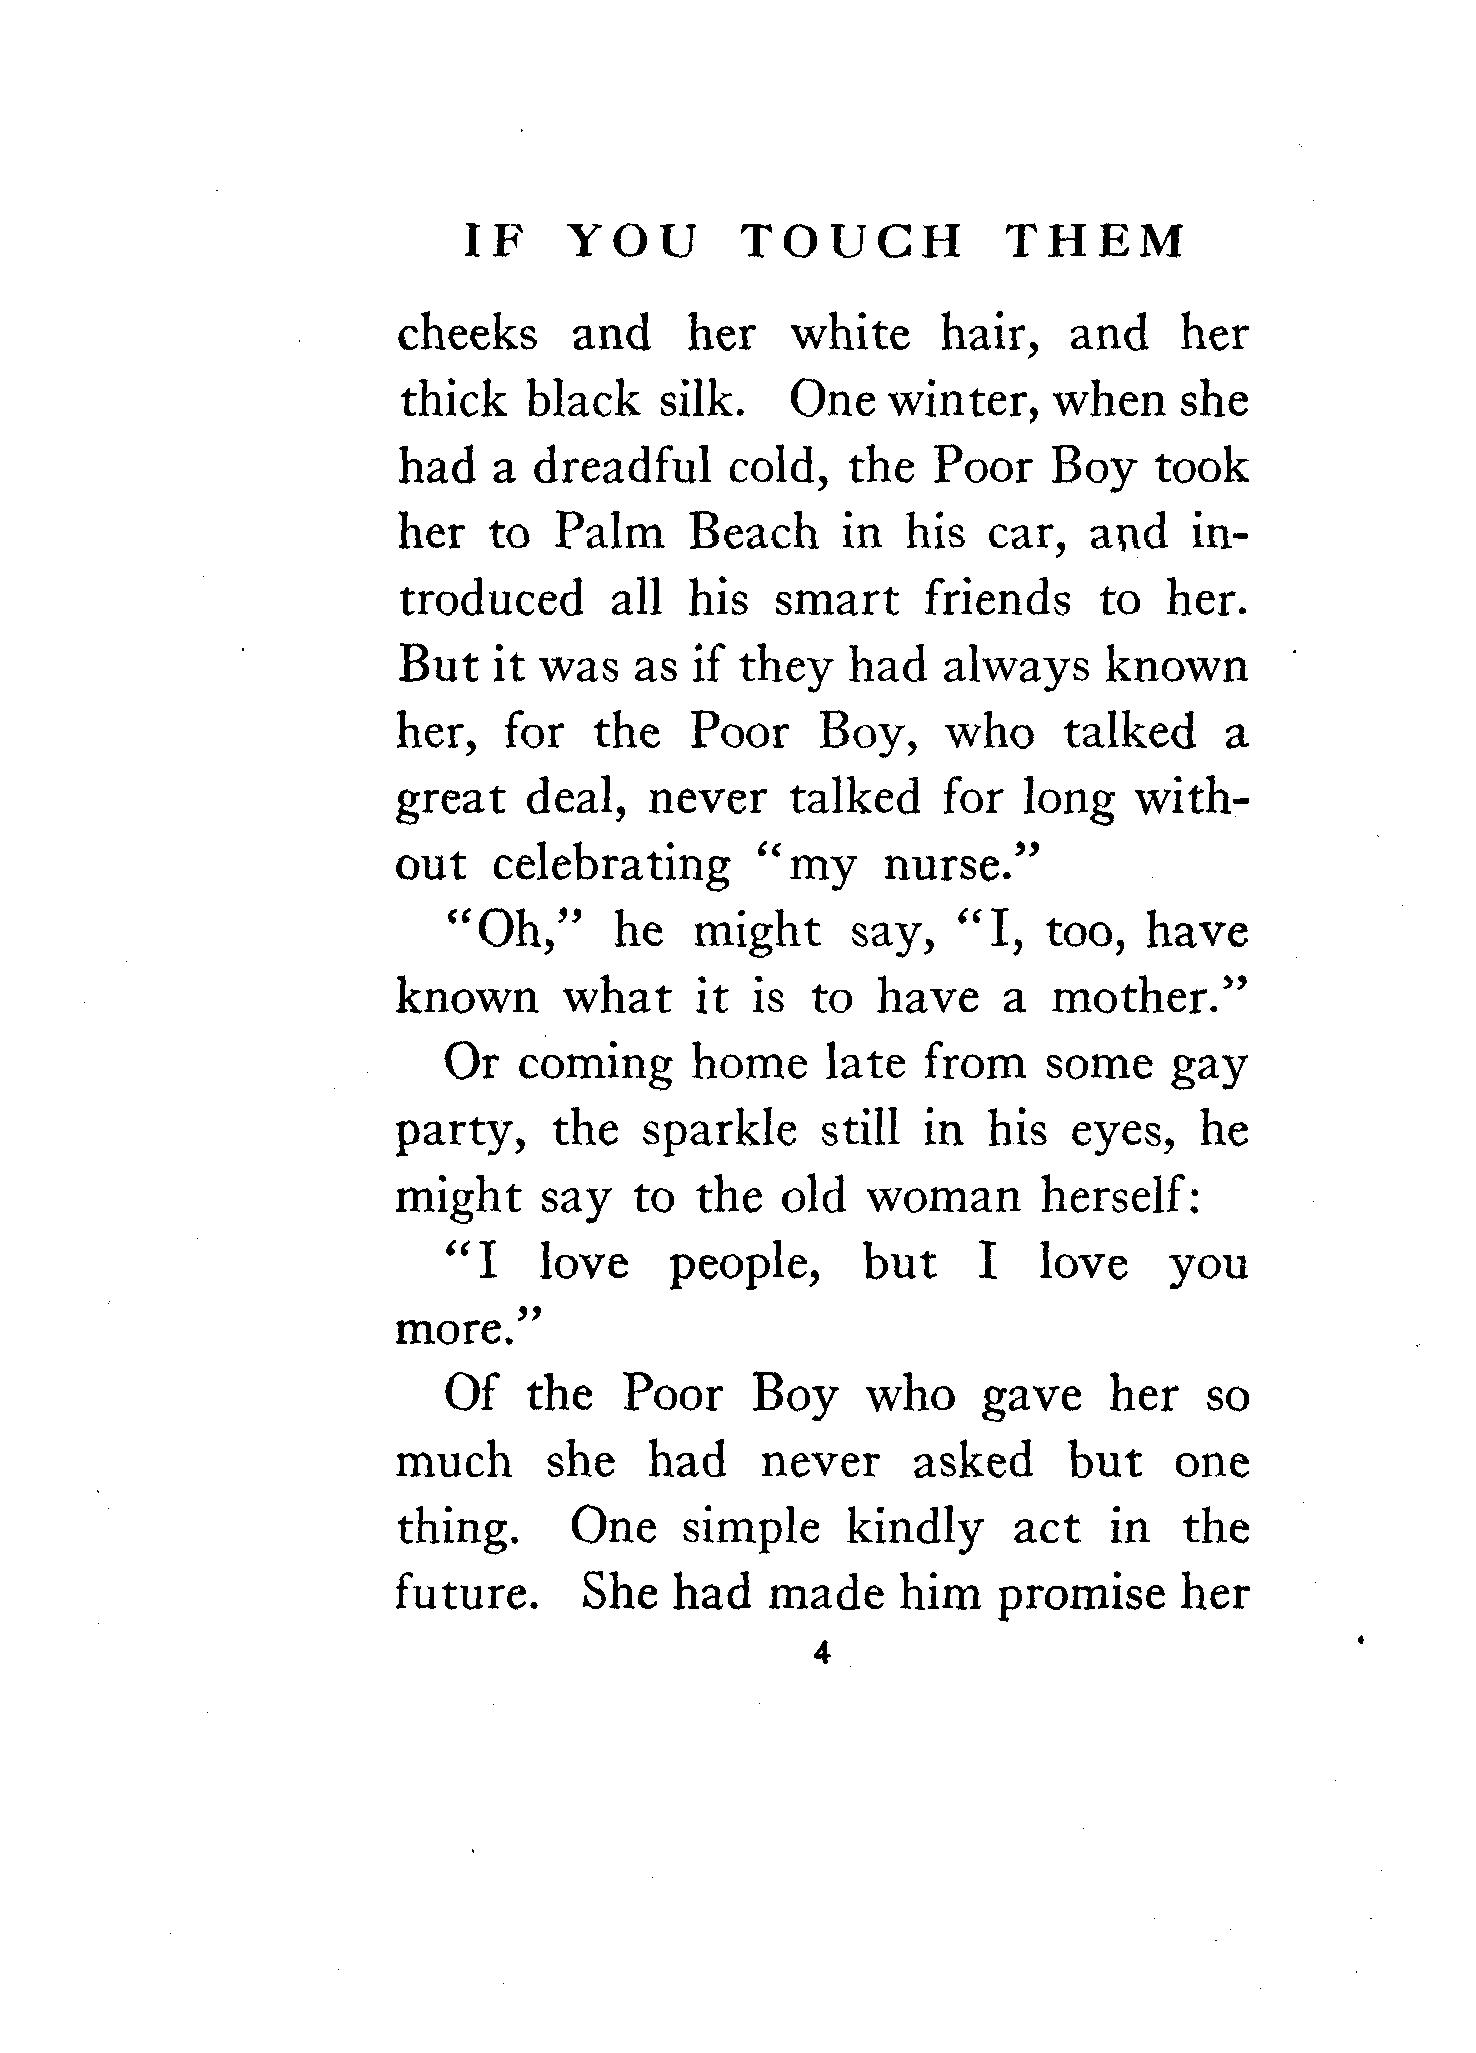 IF YOU TOUCH THEM
cheeks and her white hair, and her
thick black silk. One winter, when she
had a dreadful cold, the Poor Boy took
her to Palm Beach in his car, and in-
troduced all his smart friends to her.
But it was as if they had always known
her, for the Poor Boy, who talked a
great deal, never talked for long with-
out celebrating "my nurse."
"Oh," he might say, "I, too, have
known what it is to have a mother."
Or coming home late from some gay
party, the sparkle still in his eyes, he
might say to the old woman herself:
"I love people, but I love you
more."
Of the Poor Boy who gave her so
much she had never asked but one
thing. One simple kindly act in the
future. She had made him promise her
4